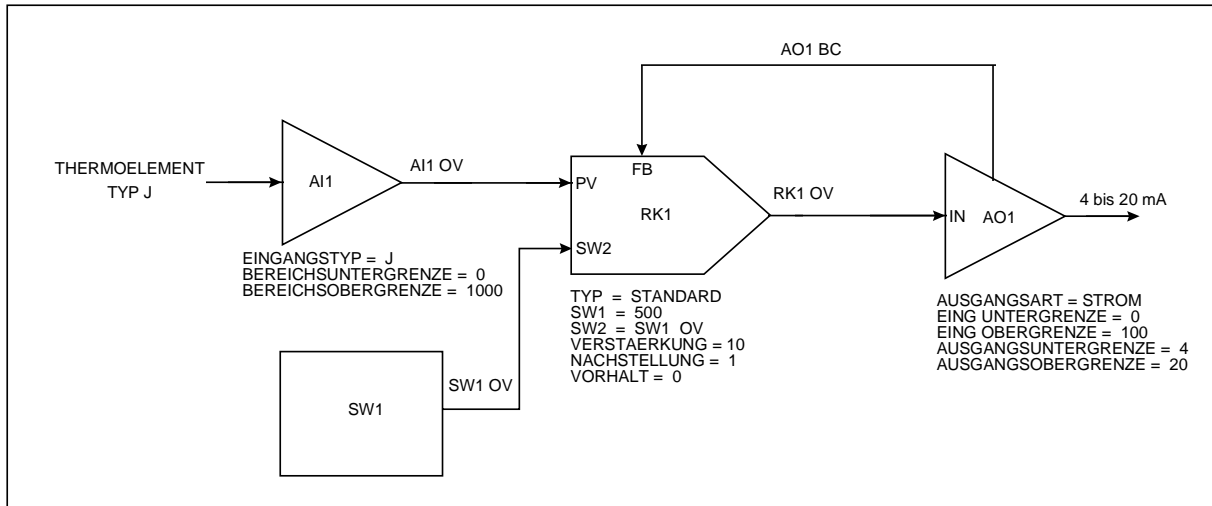 AO1 BC
THERMOELEMENT
TYP J
AI1
AI1 OV
EINGANGSTYP = J
BEREICHSUNTERGRENZE = 0
BEREICHSOBERGRENZE = 1000
SW1
SW1 OV
FB
PV
RK1
SW2
TYP = STANDARD
SW1 = 500
SW2 = SW1 OV
VERSTAERKUNG = 10
NACHSTELLUNG = 1
VORHALT = 0
RK1 OV
IN
AO1
4 bis 20 mA
AUSGANGSART = STROM
EING UNTERGRENZE = 0
EING OBERGRENZE = 100
AUSGANGSUNTERGRENZE = 4
AUSGANGSOBERGRENZE = 20